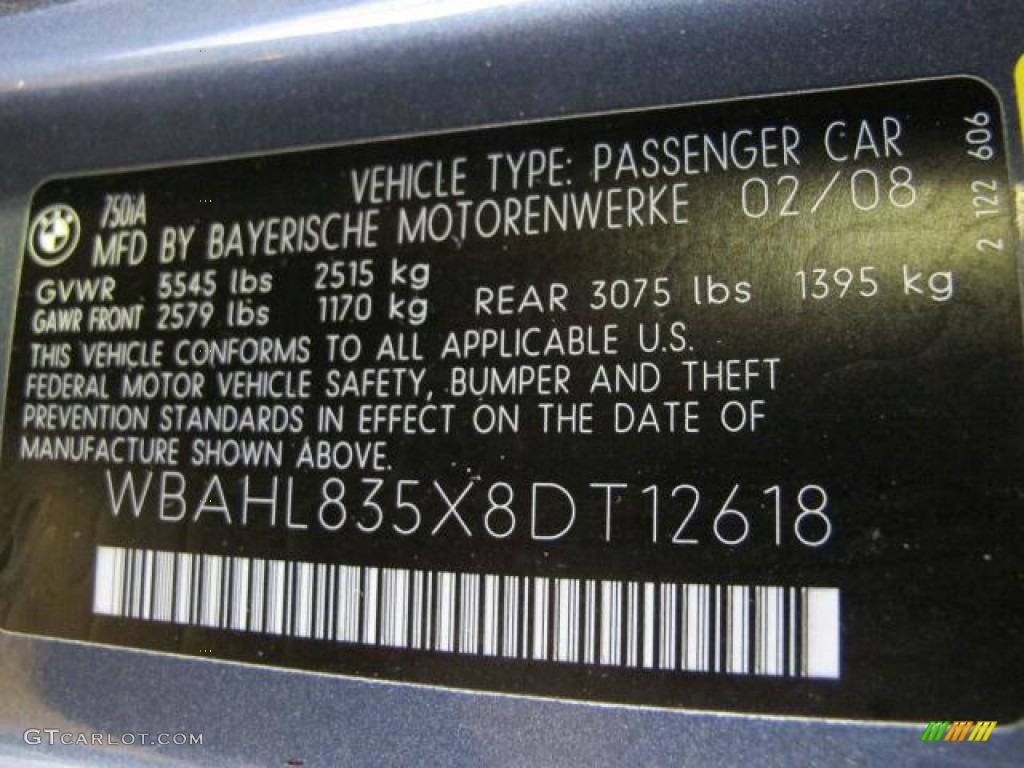 VEHICLE TYPE: PASSENGER CAR
750iA
MFD BY BAYERISCHE MOTORENWERKE 02/08
GVWR 5545 lbs 2515 kg
GAWR FRONT 2579 lbs 1170 kg REAR 3075 lbs 1395 kg
THIS VEHICLE CONFORMS TO ALL APPLICABLE U.S.
FEDERAL MOTOR VEHICLE SAFETY, BUMPER AND THEFT
PREVENTION STANDARDS IN EFFECT ON THE DATE OF
MANUFACTURE SHOWN ABOVE.
WBAHL835X8DT12618
2 122 606
GTCARLOT.COM